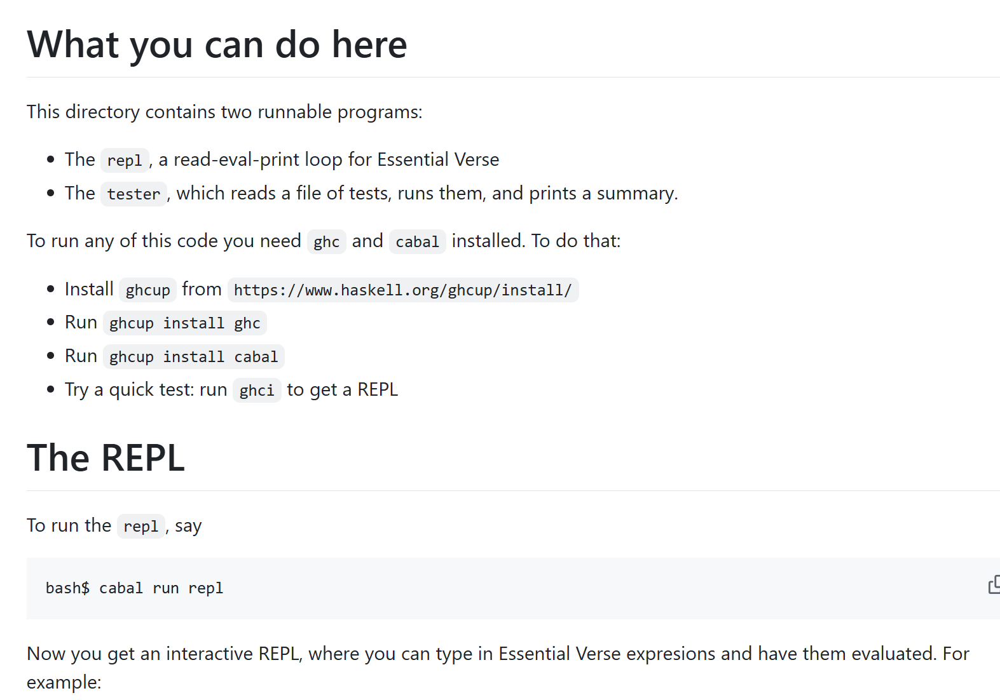 What you can do here
This directory contains two runnable programs:
The repl, a read-eval-print loop for Essential Verse
The tester, which reads a file of tests, runs them, and prints a summary.
To run any of this code you need ghc and cabal installed. To do that:
Install ghcup from https://www.haskell.org/ghcup/install/
Run ghcup install ghc
Run ghcup install cabal
Try a quick test: run ghci to get a REPL
The REPL
To run the repl, say
bash$ cabal run repl
Now you get an interactive REPL, where you can type in Essential Verse expresions and have them evaluated. For
example: